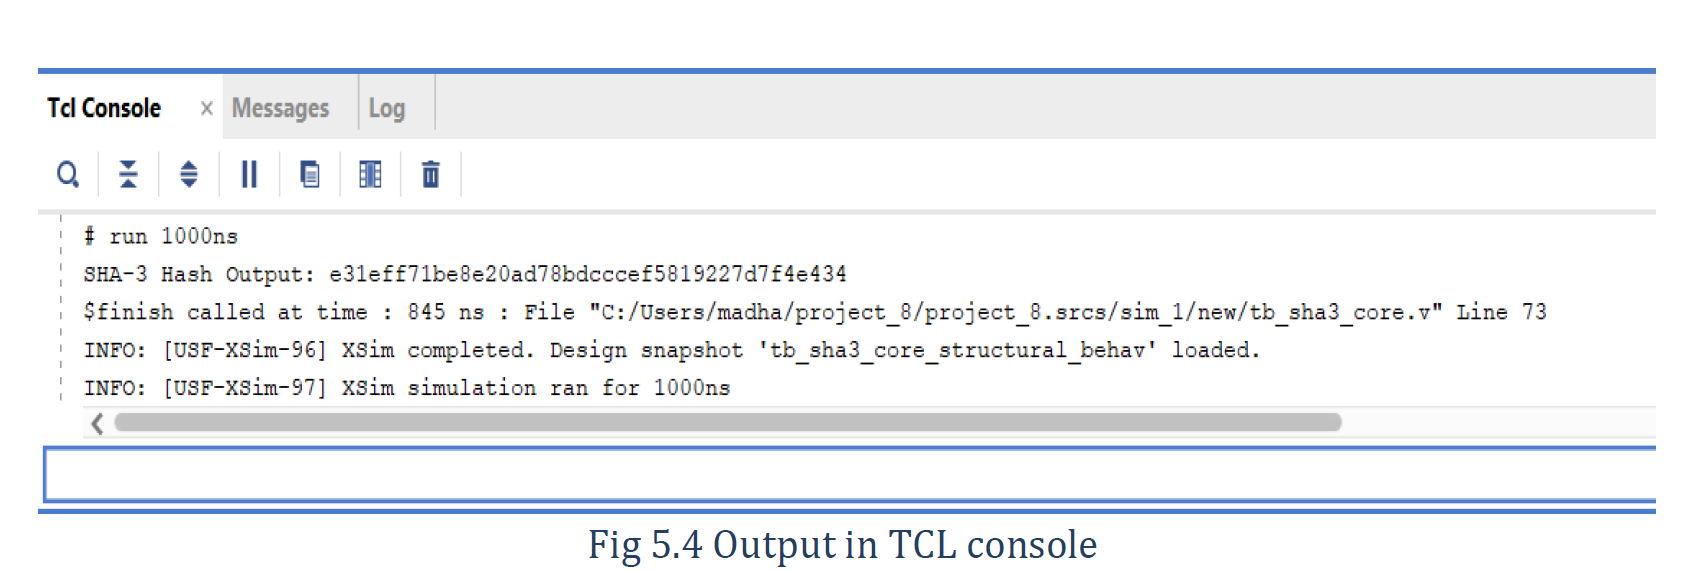 Tcl Console × Messages Log
# run 1000ns
SHA-3 Hash Output: e31eff71be8e20ad78bdcccef5819227d7f4e434
$finish called at time : 845 ns : File "C:/Users/madha/project_8/project_8.srcs/sim_1/new/tb_sha3_core.v" Line 73
INFO: [USF-XSim-96] XSim completed. Design snapshot 'tb_sha3_core_structural_behav' loaded.
INFO: [USF-XSim-97] XSim simulation ran for 1000ns
Fig 5.4 Output in TCL console